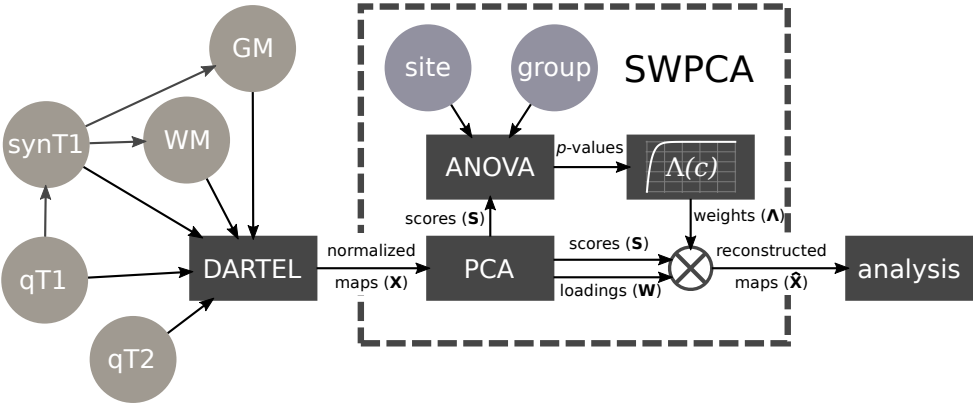 GM
site
group
SWPCA
synT1
WM
ANOVA
p-values
Λ(c)
scores (S)
weights (Λ)
qT1
DARTEL
normalized
maps (X)
PCA
scores (S)
loadings (W)
reconstructed
maps (X̂)
analysis
qT2